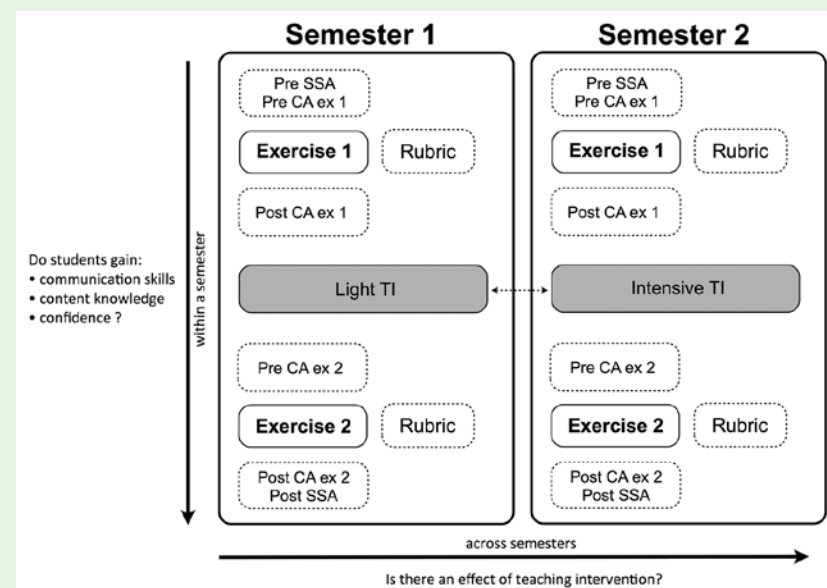 Semester 1
Semester 2
Pre SSA
Pre CA ex 1
Exercise 1
Rubric
Post CA ex 1
Light TI
Pre CA ex 2
Exercise 2
Rubric
Post CA ex 2
Post SSA
Pre SSA
Pre CA ex 1
Exercise 1
Rubric
Post CA ex 1
Intensive TI
Pre CA ex 2
Exercise 2
Rubric
Post CA ex 2
Post SSA
Do students gain:
• communication skills
• content knowledge
• confidence ?
within a semester
across semesters
Is there an effect of teaching intervention?